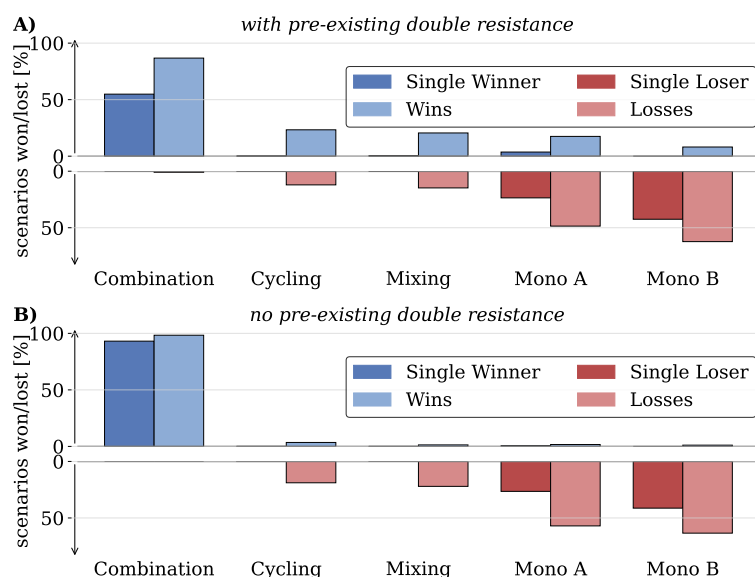 A) with pre-existing double resistance
scenarios won/lost [%]
100
50
0
0
50
Single Winner Single Loser
Wins Losses
Combination Cycling Mixing Mono A Mono B
B) no pre-existing double resistance
scenarios won/lost [%]
100
50
0
0
50
Single Winner Single Loser
Wins Losses
Combination Cycling Mixing Mono A Mono B